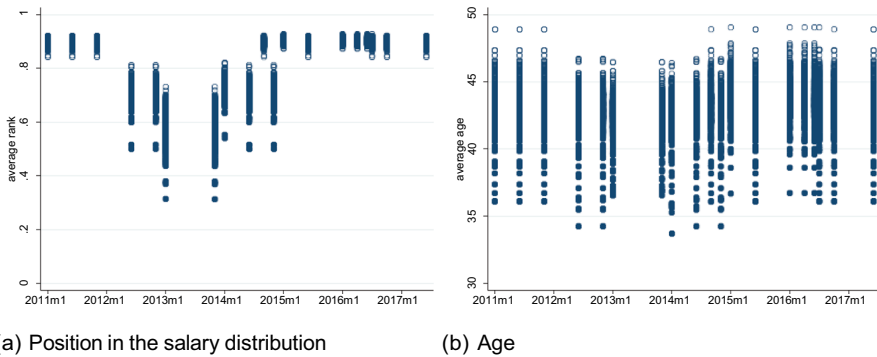 average rank
1
.8
.6
.4
.2
0
2011m1 2012m1 2013m1 2014m1 2015m1 2016m1 2017m1
average age
50
45
40
35
30
2011m1 2012m1 2013m1 2014m1 2015m1 2016m1 2017m1
a) Position in the salary distribution
(b) Age